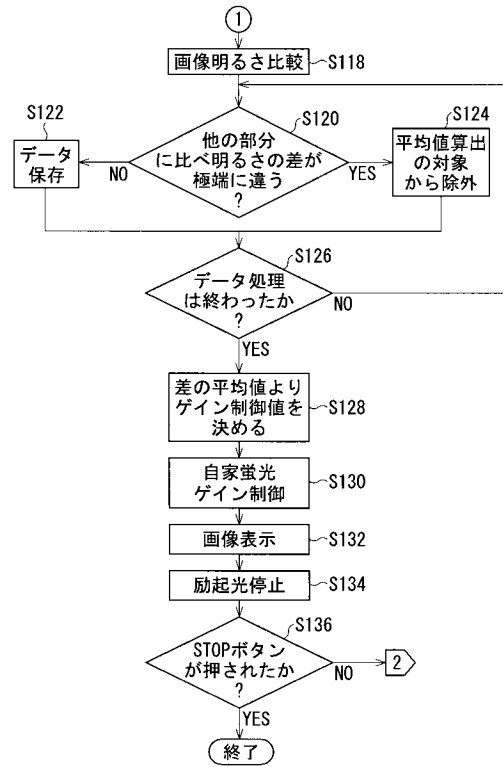 1
画像明るさ比較
S118
S120
他の部分
に比べ明るさの差が
極端に違う
?
S122
データ
保存
NO
YES
S124
平均値算出
の対象
から除外
S126
データ処理
は終わったか
?
NO
YES
差の平均値より
ゲイン制御値を
決める
S128
自家蛍光
ゲイン制御
S130
画像表示
S132
励起光停止
S134
S136
STOPボタン
が押されたか
?
NO
2
YES
終了